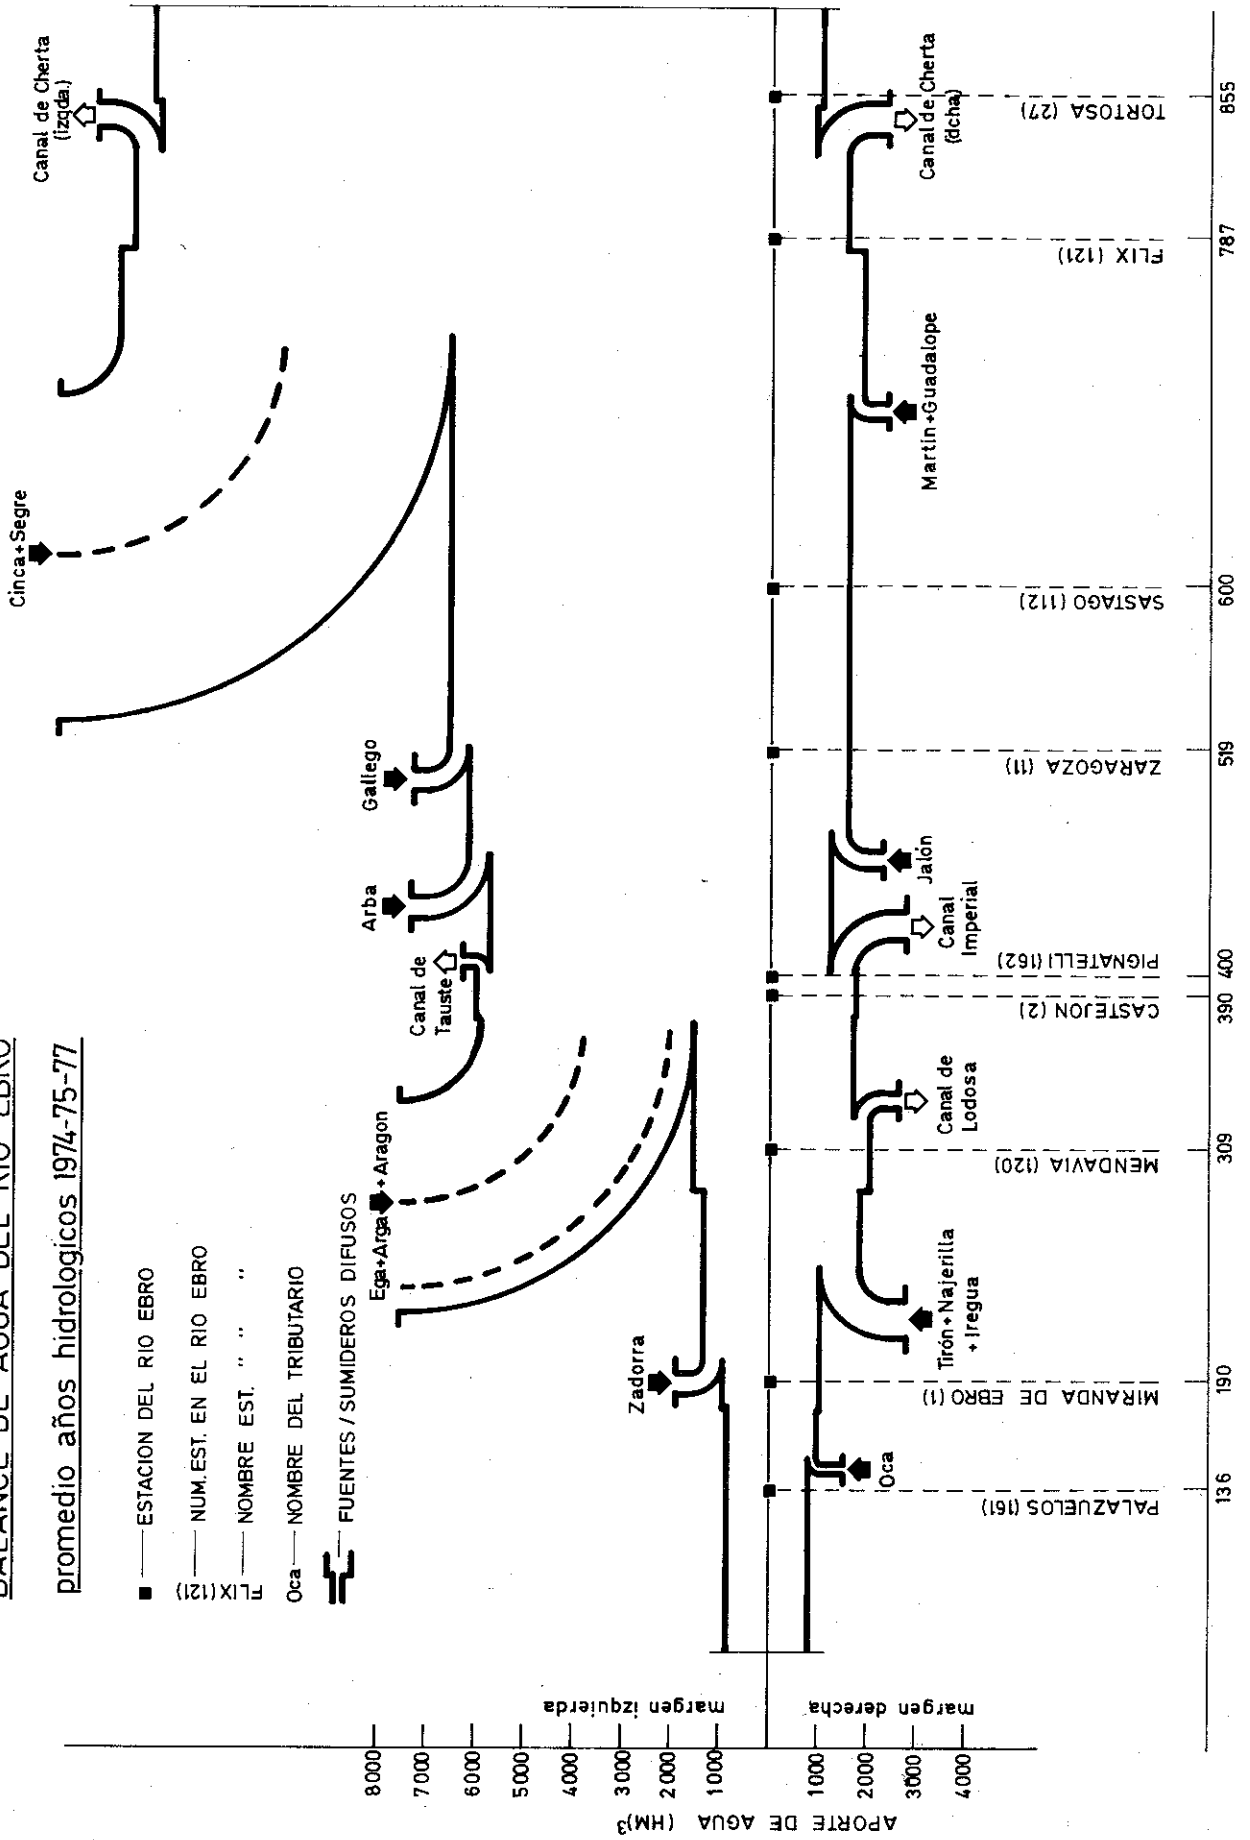 BALANCE DE AGUA DEL RIO EBRO
promedio años hidrologicos 1974-75-77
■ ESTACION DEL RIO EBRO
(121) NUM. EST. EN EL RIO EBRO
FLIX (121) NOMBRE EST. " " "
Oca NOMBRE DEL TRIBUTARIO
FUENTES / SUMIDEROS DIFUSOS
Zadorra
Ega+Arga+Aragon
Canal de
Tauste
Arba
Gallego
Cinca+Segre
Canal de Cherta
(izqda.)
APORTE DE AGUA (HM)³
8000
7000
6000
5000
4000
3000
2000
1000
1000
2000
3000
4000
margen izquierda
margen derecha
Oca
Tirón+Najerilla
+ Iregua
Canal de
Lodosa
Canal
Imperial
Jalón
Martin+Guadalope
Canal de Cherta
(dcha)
PALAZUELOS (161)
MIRANDA DE EBRO (1)
MENDAVIA (120)
CASTEJON (2)
PIGNATELLI (162)
ZARAGOZA (11)
SASTAGO (112)
FLIX (121)
TORTOSA (27)
136
190
309
390
400
519
600
787
855